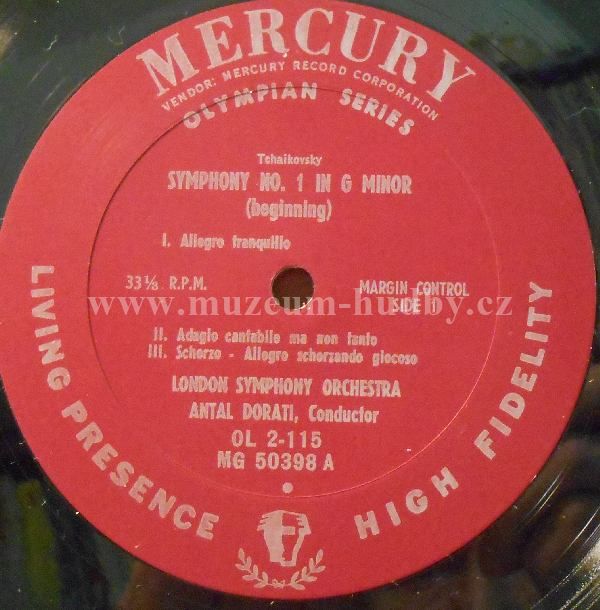 MERCURY
VENDOR: MERCURY RECORD CORPORATION
OLYMPIAN SERIES
Tchaikovsky
SYMPHONY NO. 1 IN G MINOR
(beginning)
I. Allegro tranquillo
33⅓ R.P.M.
MARGIN CONTROL
SIDE 1
www.muzeum-hudby.cz
II. Adagio cantabile ma non tanto
III. Scherzo - Allegro scherzando giocoso
LONDON SYMPHONY ORCHESTRA
ANTAL DORATI, Conductor
OL 2-115
MG 50398 A
LIVING PRESENCE
HIGH FIDELITY